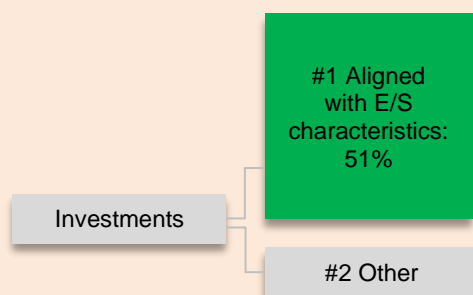 #1 Aligned
with E/S
characteristics:
51%
Investments
#2 Other